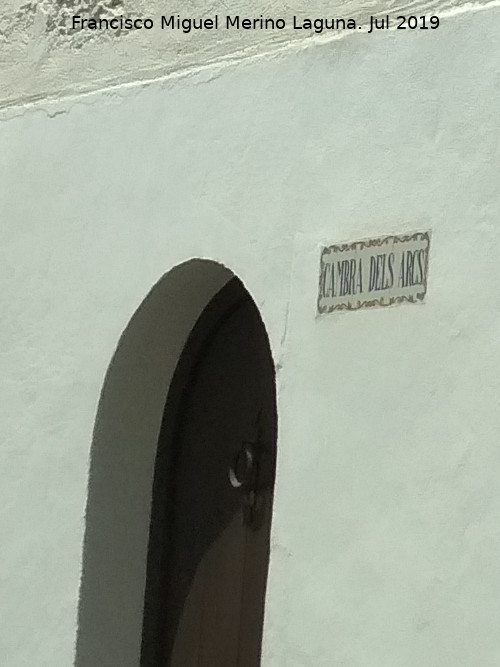 Francisco Miguel Merino Laguna. Jul 2019
CAMBRA DELS ARCS